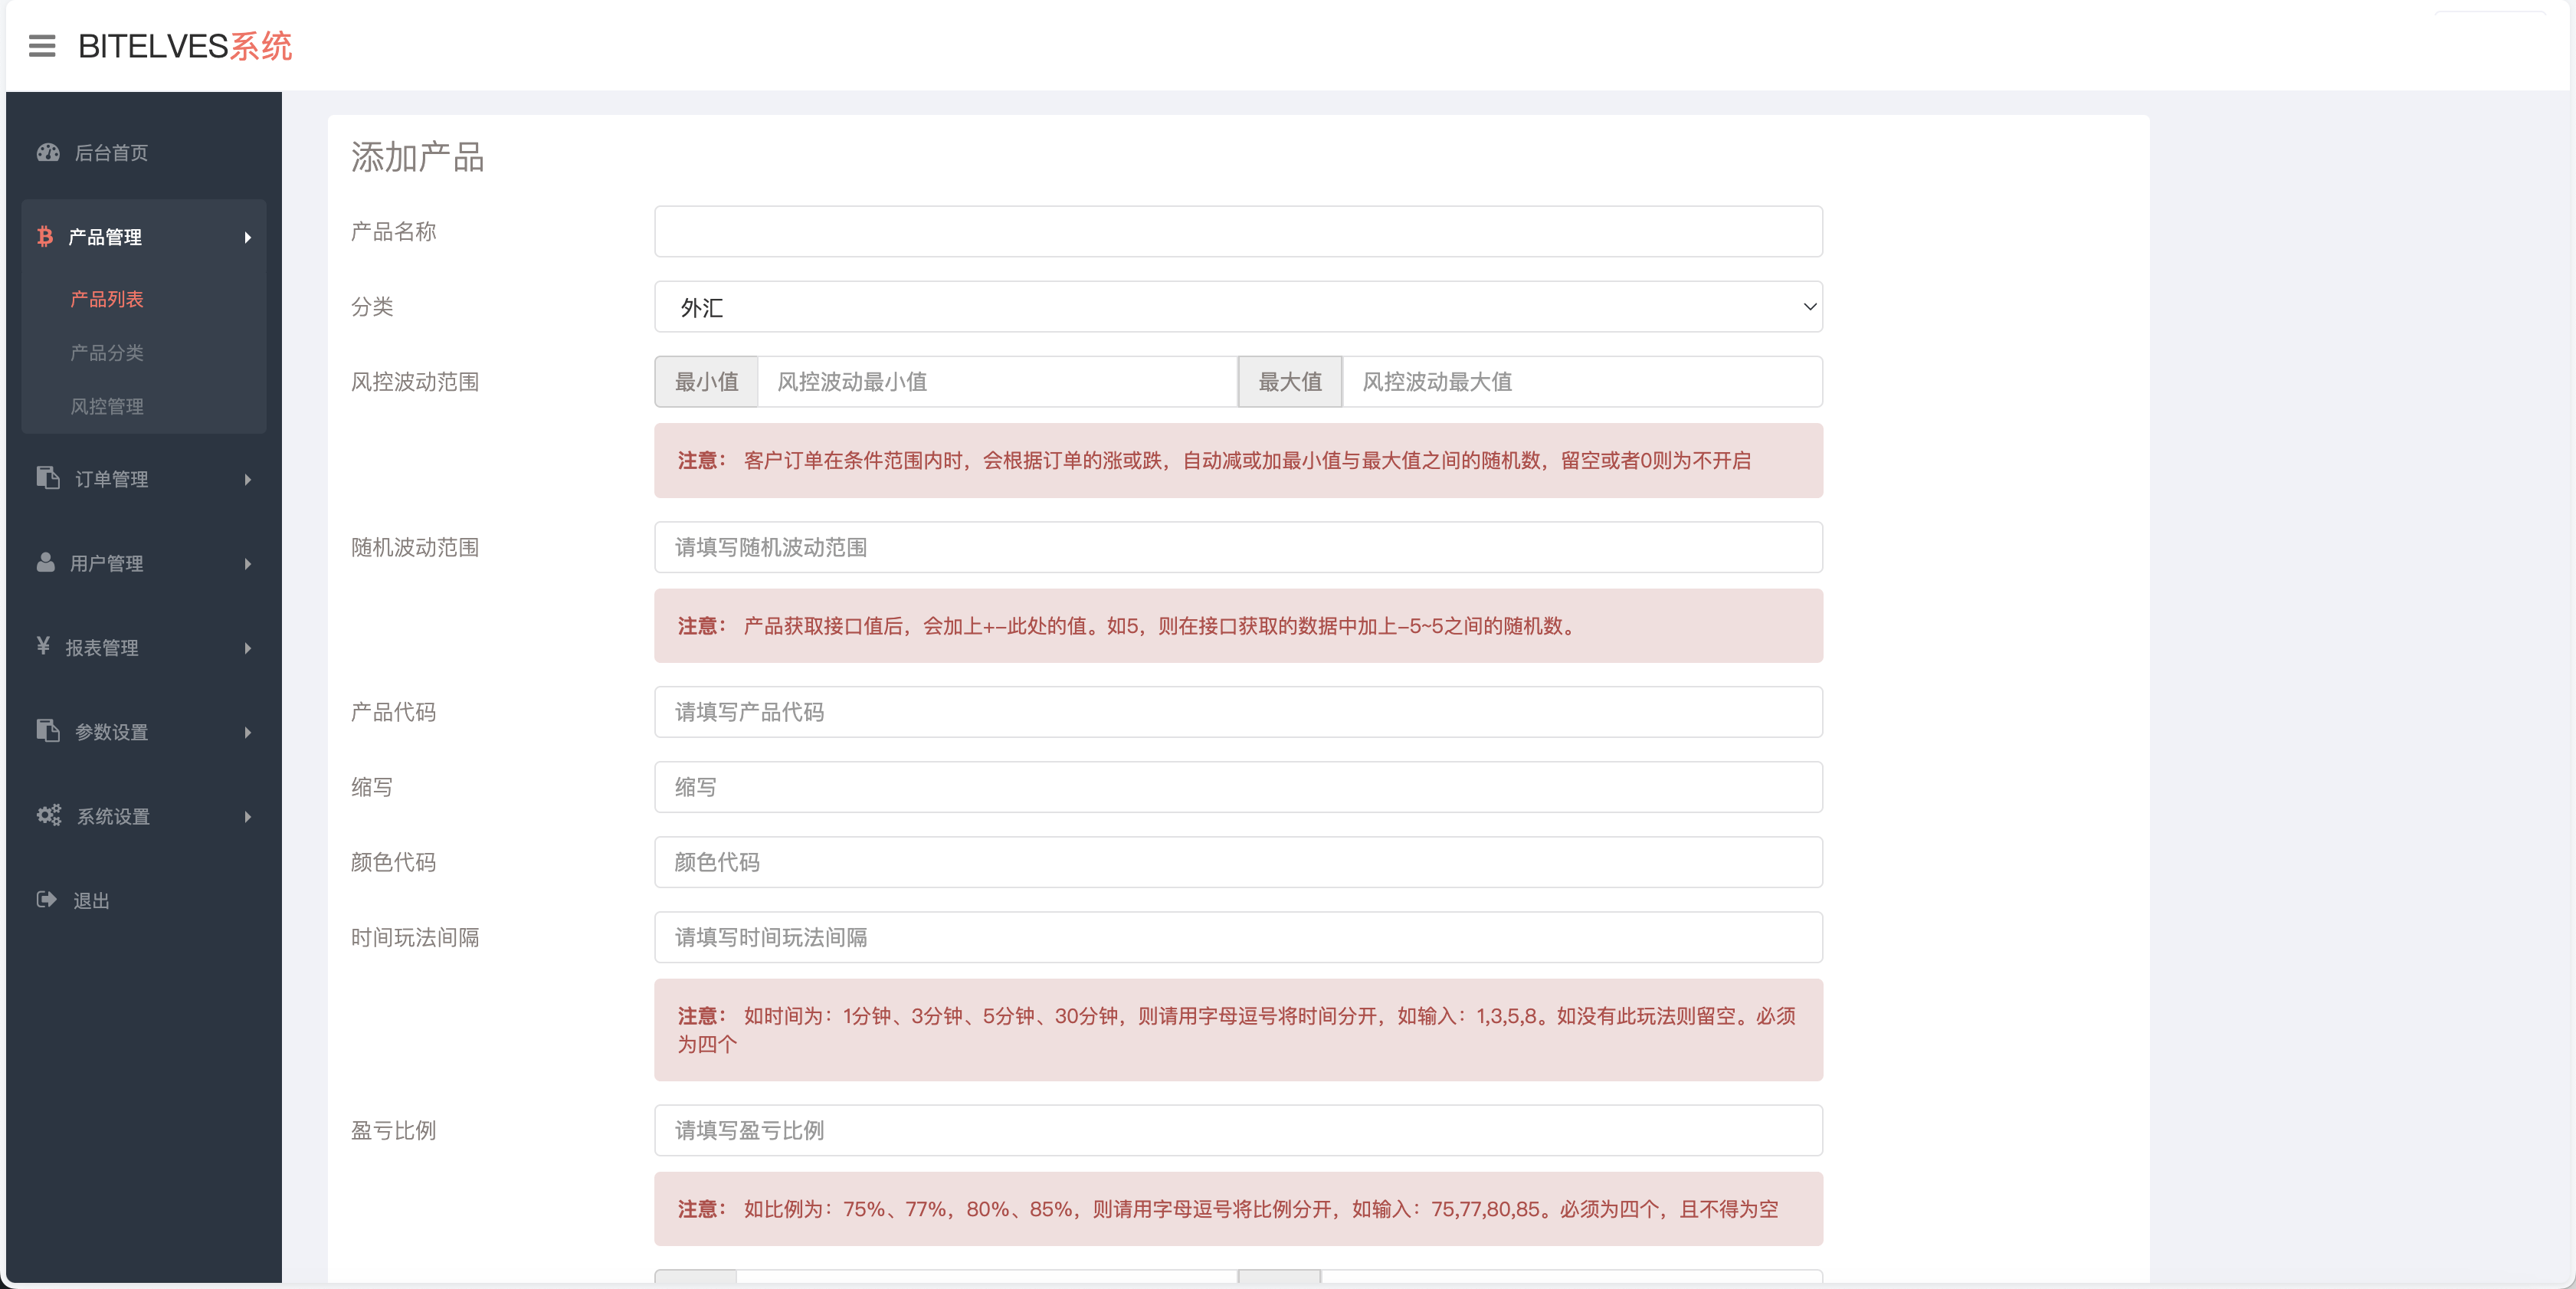 BITELVES系统
后台首页
产品管理
产品列表
产品分类
风控管理
订单管理
用户管理
报表管理
参数设置
系统设置
退出
添加产品
产品名称
分类
外汇
风控波动范围
最小值 风控波动最小值 最大值 风控波动最大值
注意： 客户订单在条件范围内时，会根据订单的涨或跌，自动减或加最小值与最大值之间的随机数，留空或者0则为不开启
随机波动范围
请填写随机波动范围
注意： 产品获取接口值后，会加上+-此处的值。如5，则在接口获取的数据中加上-5~5之间的随机数。
产品代码
请填写产品代码
缩写
缩写
颜色代码
颜色代码
时间玩法间隔
请填写时间玩法间隔
注意： 如时间为：1分钟、3分钟、5分钟、30分钟，则请用字母逗号将时间分开，如输入：1,3,5,8。如没有此玩法则留空。必须
为四个
盈亏比例
请填写盈亏比例
注意： 如比例为：75%、77%，80%、85%，则请用字母逗号将比例分开，如输入：75,77,80,85。必须为四个，且不得为空